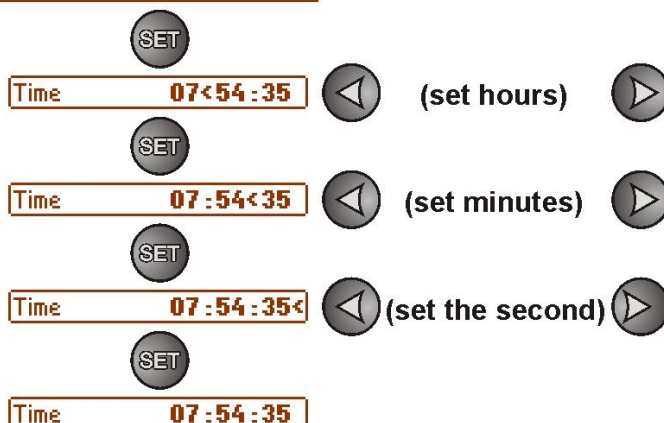 SET
Time 07<54:35 (set hours)
SET
Time 07:54<35 (set minutes)
SET
Time 07:54:35< (set the second)
SET
Time 07:54:35